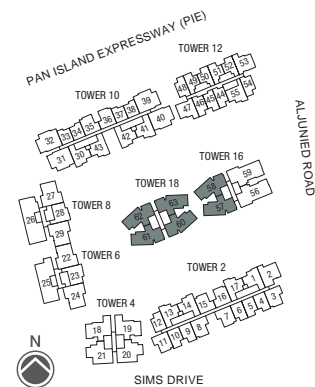 PAN ISLAND EXPRESSWAY (PIE)
TOWER 12
48 49 50 51 52 53
47 46 45 44 55 54
TOWER 10
32 33 34 35 36 37 38 39
31 30 43 42 41 40
ALJUNIED ROAD
TOWER 16
58 59
57 56
TOWER 18
62 63
61 60
TOWER 8
27
26 28
29
TOWER 6
22
25 23
24
TOWER 2
12 13 14 15 16 17 1 2
11 10 9 8 7 6 5 4 3
TOWER 4
18 19
21 20
N
SIMS DRIVE